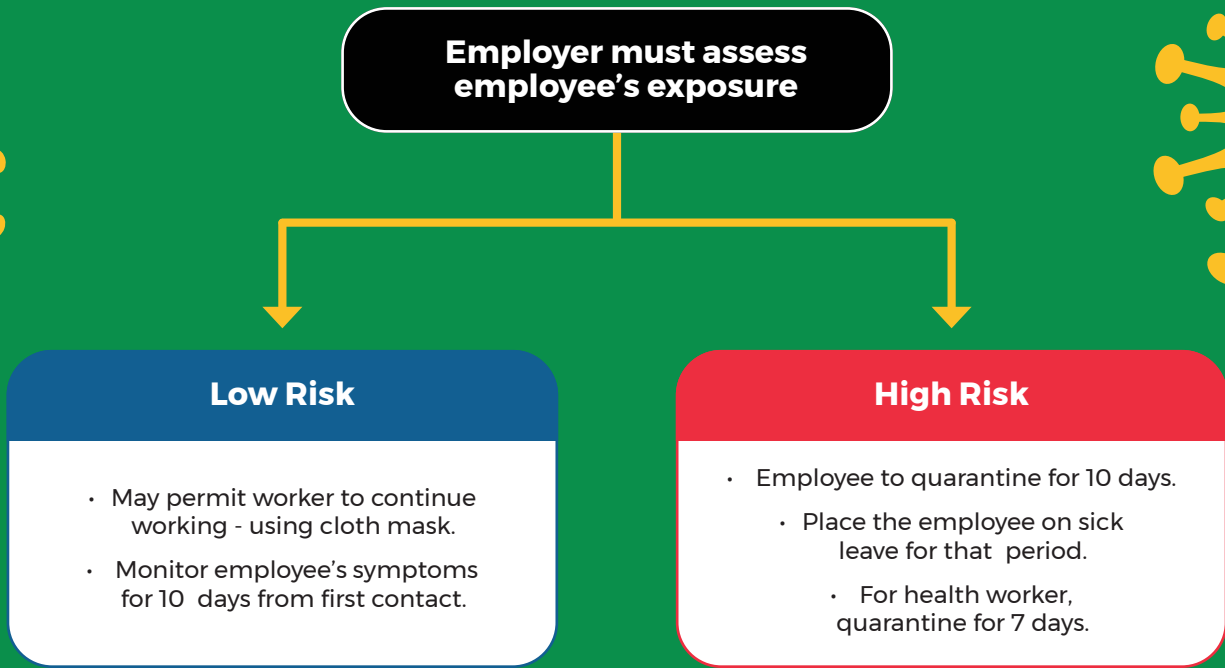 Employer must assess
employee’s exposure
Low Risk
• May permit worker to continue
working - using cloth mask.
• Monitor employee’s symptoms
for 10 days from first contact.
High Risk
• Employee to quarantine for 10 days.
• Place the employee on sick
leave for that period.
• For health worker,
quarantine for 7 days.